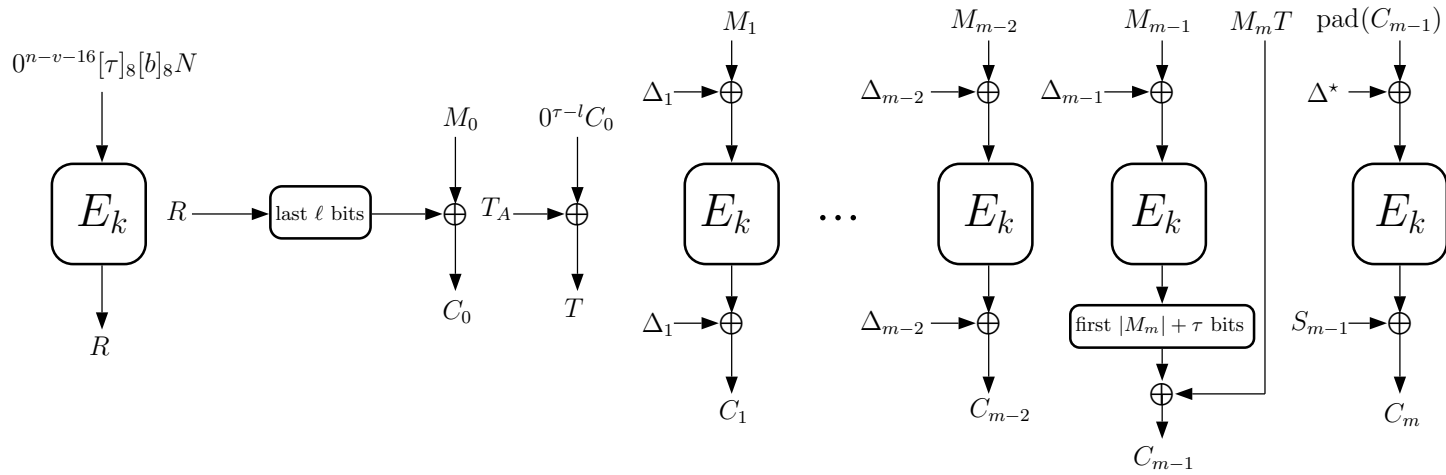 M_1 M_{m-2} M_{m-1} M_m T pad(C_{m-1})
0^{n-v-16}[τ]_8[b]_8N
Δ_1 Δ_{m-2} Δ_{m-1} Δ^⋆
M_0 0^{τ-l}C_0
E_k R last ℓ bits T_A E_k ... E_k E_k E_k
C_0 T
R Δ_1 Δ_{m-2} first |M_m| + τ bits S_{m-1}
C_1 C_{m-2} C_m
C_{m-1}